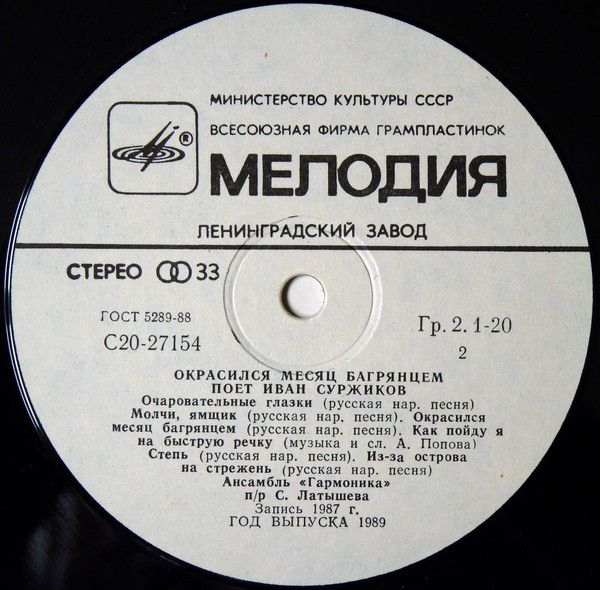 МИНИСТЕРСТВО КУЛЬТУРЫ СССР
ВСЕСОЮЗНАЯ ФИРМА ГРАМПЛАСТИНОК
®
МЕЛОДИЯ
ЛЕНИНГРАДСКИЙ ЗАВОД
СТЕРЕО 33
ГОСТ 5289-88
С20-27154
Гр. 2. 1-20
2
ОКРАСИЛСЯ МЕСЯЦ БАГРЯНЦЕМ
ПОЕТ ИВАН СУРЖИКОВ
Очаровательные глазки (русская нар. песня)
Молчи, ямщик (русская нар. песня). Окрасился
месяц багрянцем (русская нар. песня). Как пойду я
на быструю речку (музыка и сл. А. Попова)
Степь (русская нар. песня). Из-за острова
на стрежень (русская нар. песня)
Ансамбль «Гармоника»
п/р С. Латышева
Запись 1987 г.
ГОД ВЫПУСКА 1989